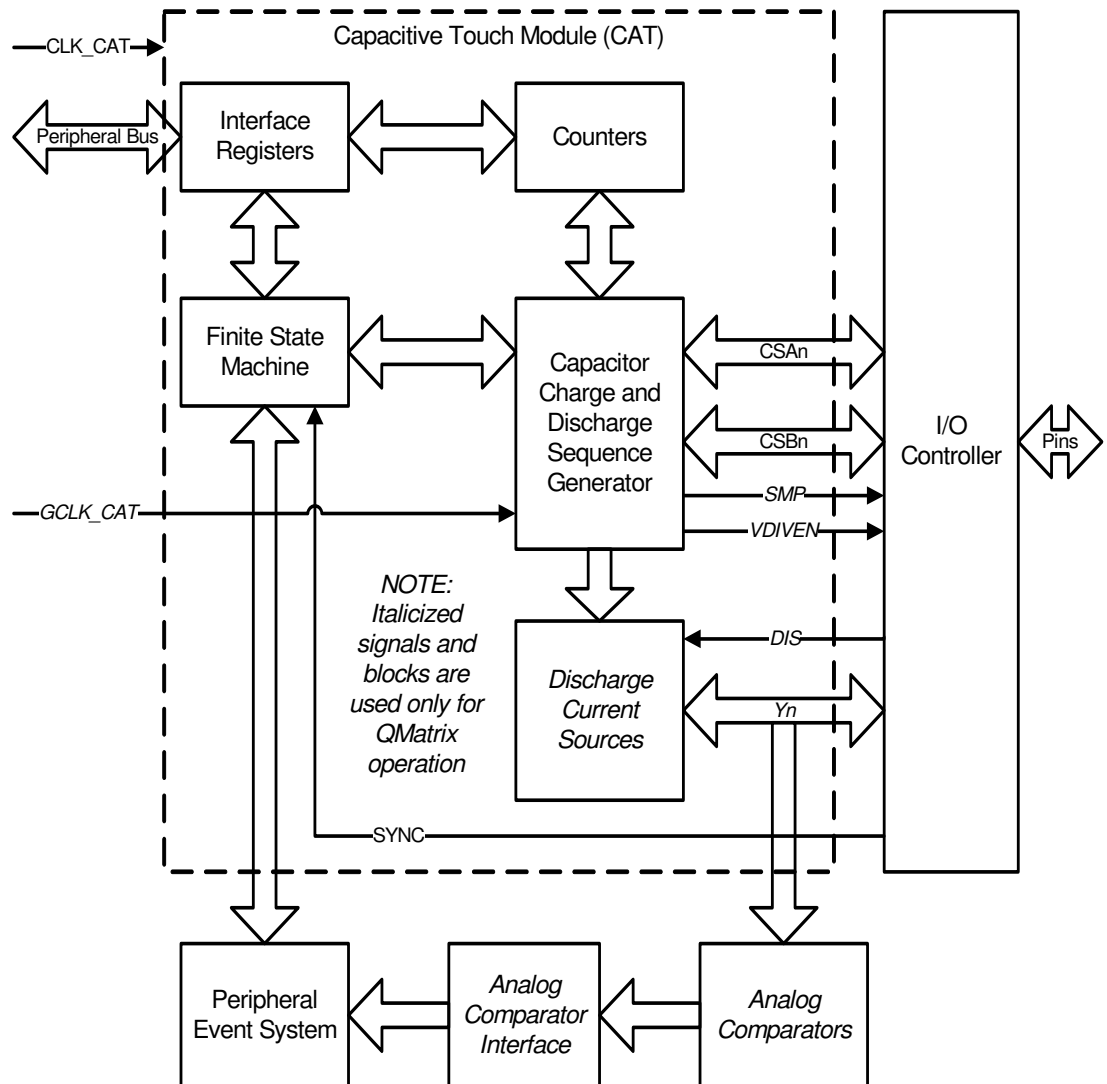 Capacitive Touch Module (CAT)
CLK_CAT
Peripheral Bus
Interface
Registers
Counters
Finite State
Machine
Capacitor
Charge and
Discharge
Sequence
Generator
CSAn
CSBn
SMP
VDIVEN
I/O
Controller
Pins
GCLK_CAT
NOTE:
Italicized
signals and
blocks are
used only for
QMatrix
operation
Discharge
Current
Sources
DIS
Yn
SYNC
Peripheral
Event System
Analog
Comparator
Interface
Analog
Comparators